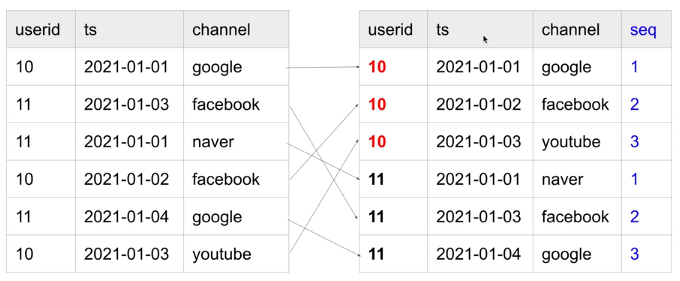 userid ts channel
10 2021-01-01 google
11 2021-01-03 facebook
11 2021-01-01 naver
10 2021-01-02 facebook
11 2021-01-04 google
10 2021-01-03 youtube
userid ts channel seq
10 2021-01-01 google 1
10 2021-01-02 facebook 2
10 2021-01-03 youtube 3
11 2021-01-01 naver 1
11 2021-01-03 facebook 2
11 2021-01-04 google 3